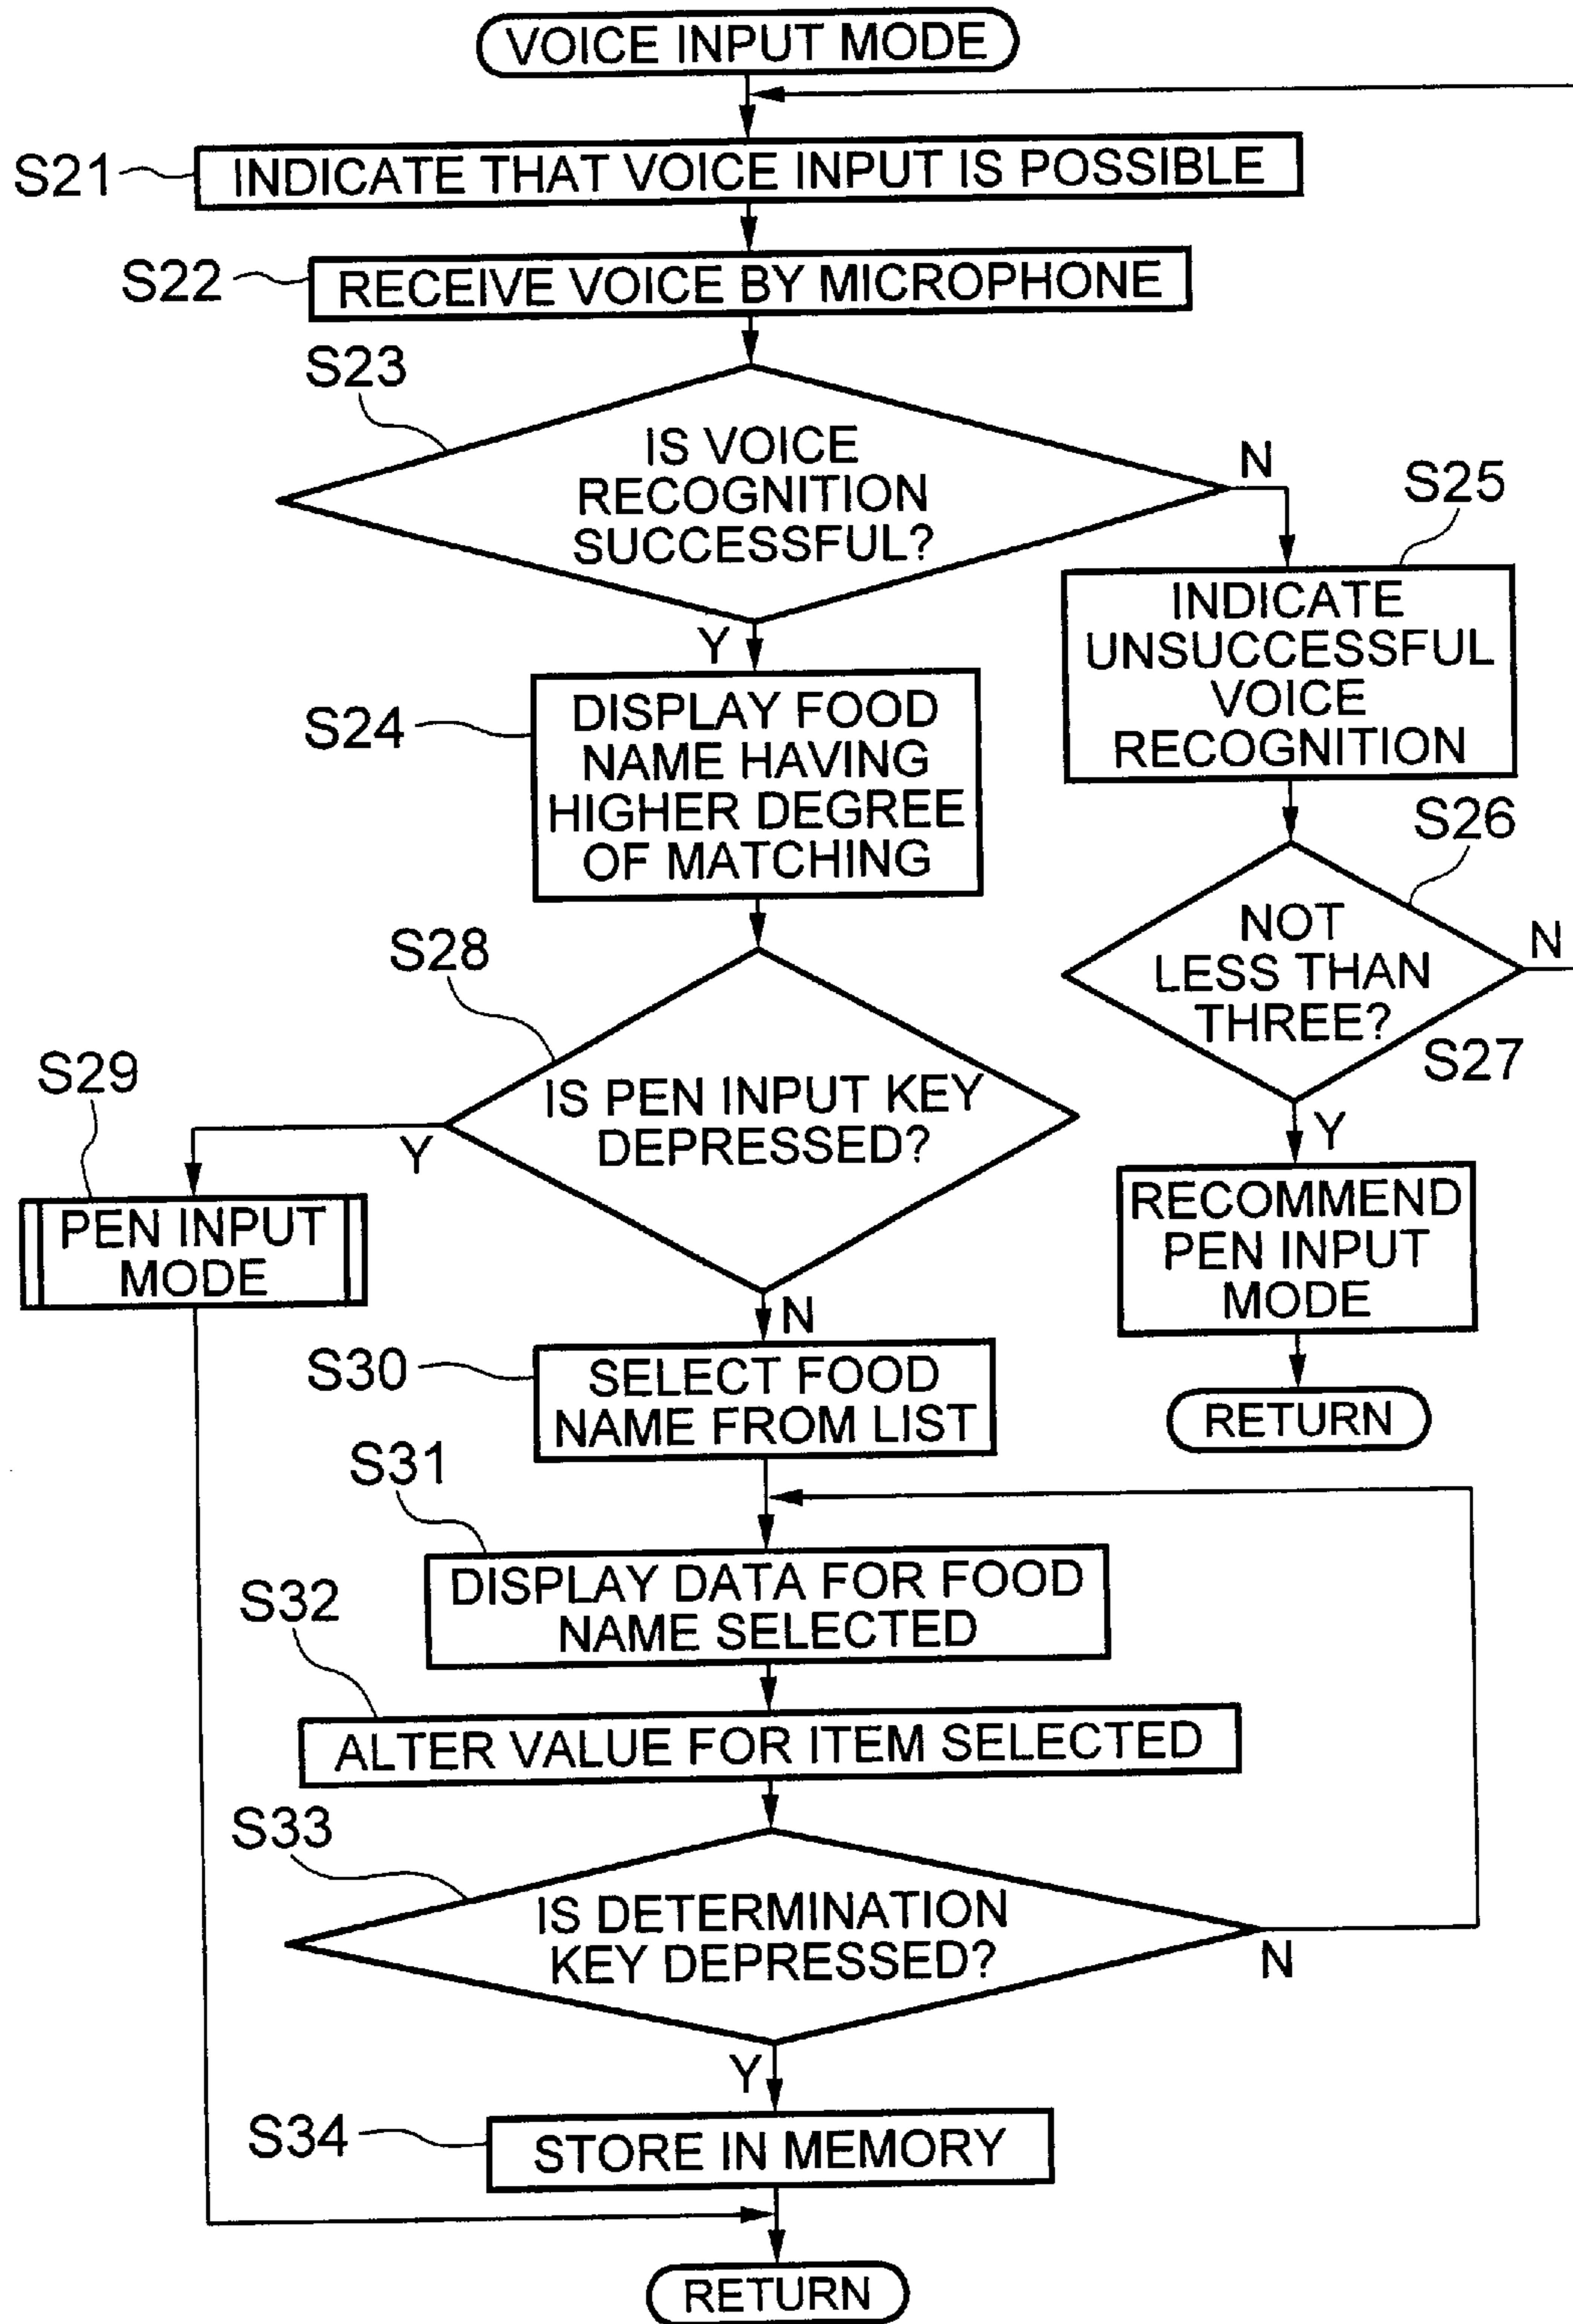 VOICE INPUT MODE
S21
INDICATE THAT VOICE INPUT IS POSSIBLE
S22
RECEIVE VOICE BY MICROPHONE
S23
IS VOICE
RECOGNITION
SUCCESSFUL?
N
Y
S25
INDICATE
UNSUCCESSFUL
VOICE
RECOGNITION
S24
DISPLAY FOOD
NAME HAVING
HIGHER DEGREE
OF MATCHING
S26
NOT
LESS THAN
THREE?
N
S27
Y
RECOMMEND
PEN INPUT
MODE
RETURN
S28
IS PEN INPUT KEY
DEPRESSED?
Y
N
S29
PEN INPUT
MODE
S30
SELECT FOOD
NAME FROM LIST
S31
DISPLAY DATA FOR FOOD
NAME SELECTED
S32
ALTER VALUE FOR ITEM SELECTED
S33
IS DETERMINATION
KEY DEPRESSED?
N
Y
S34
STORE IN MEMORY
RETURN